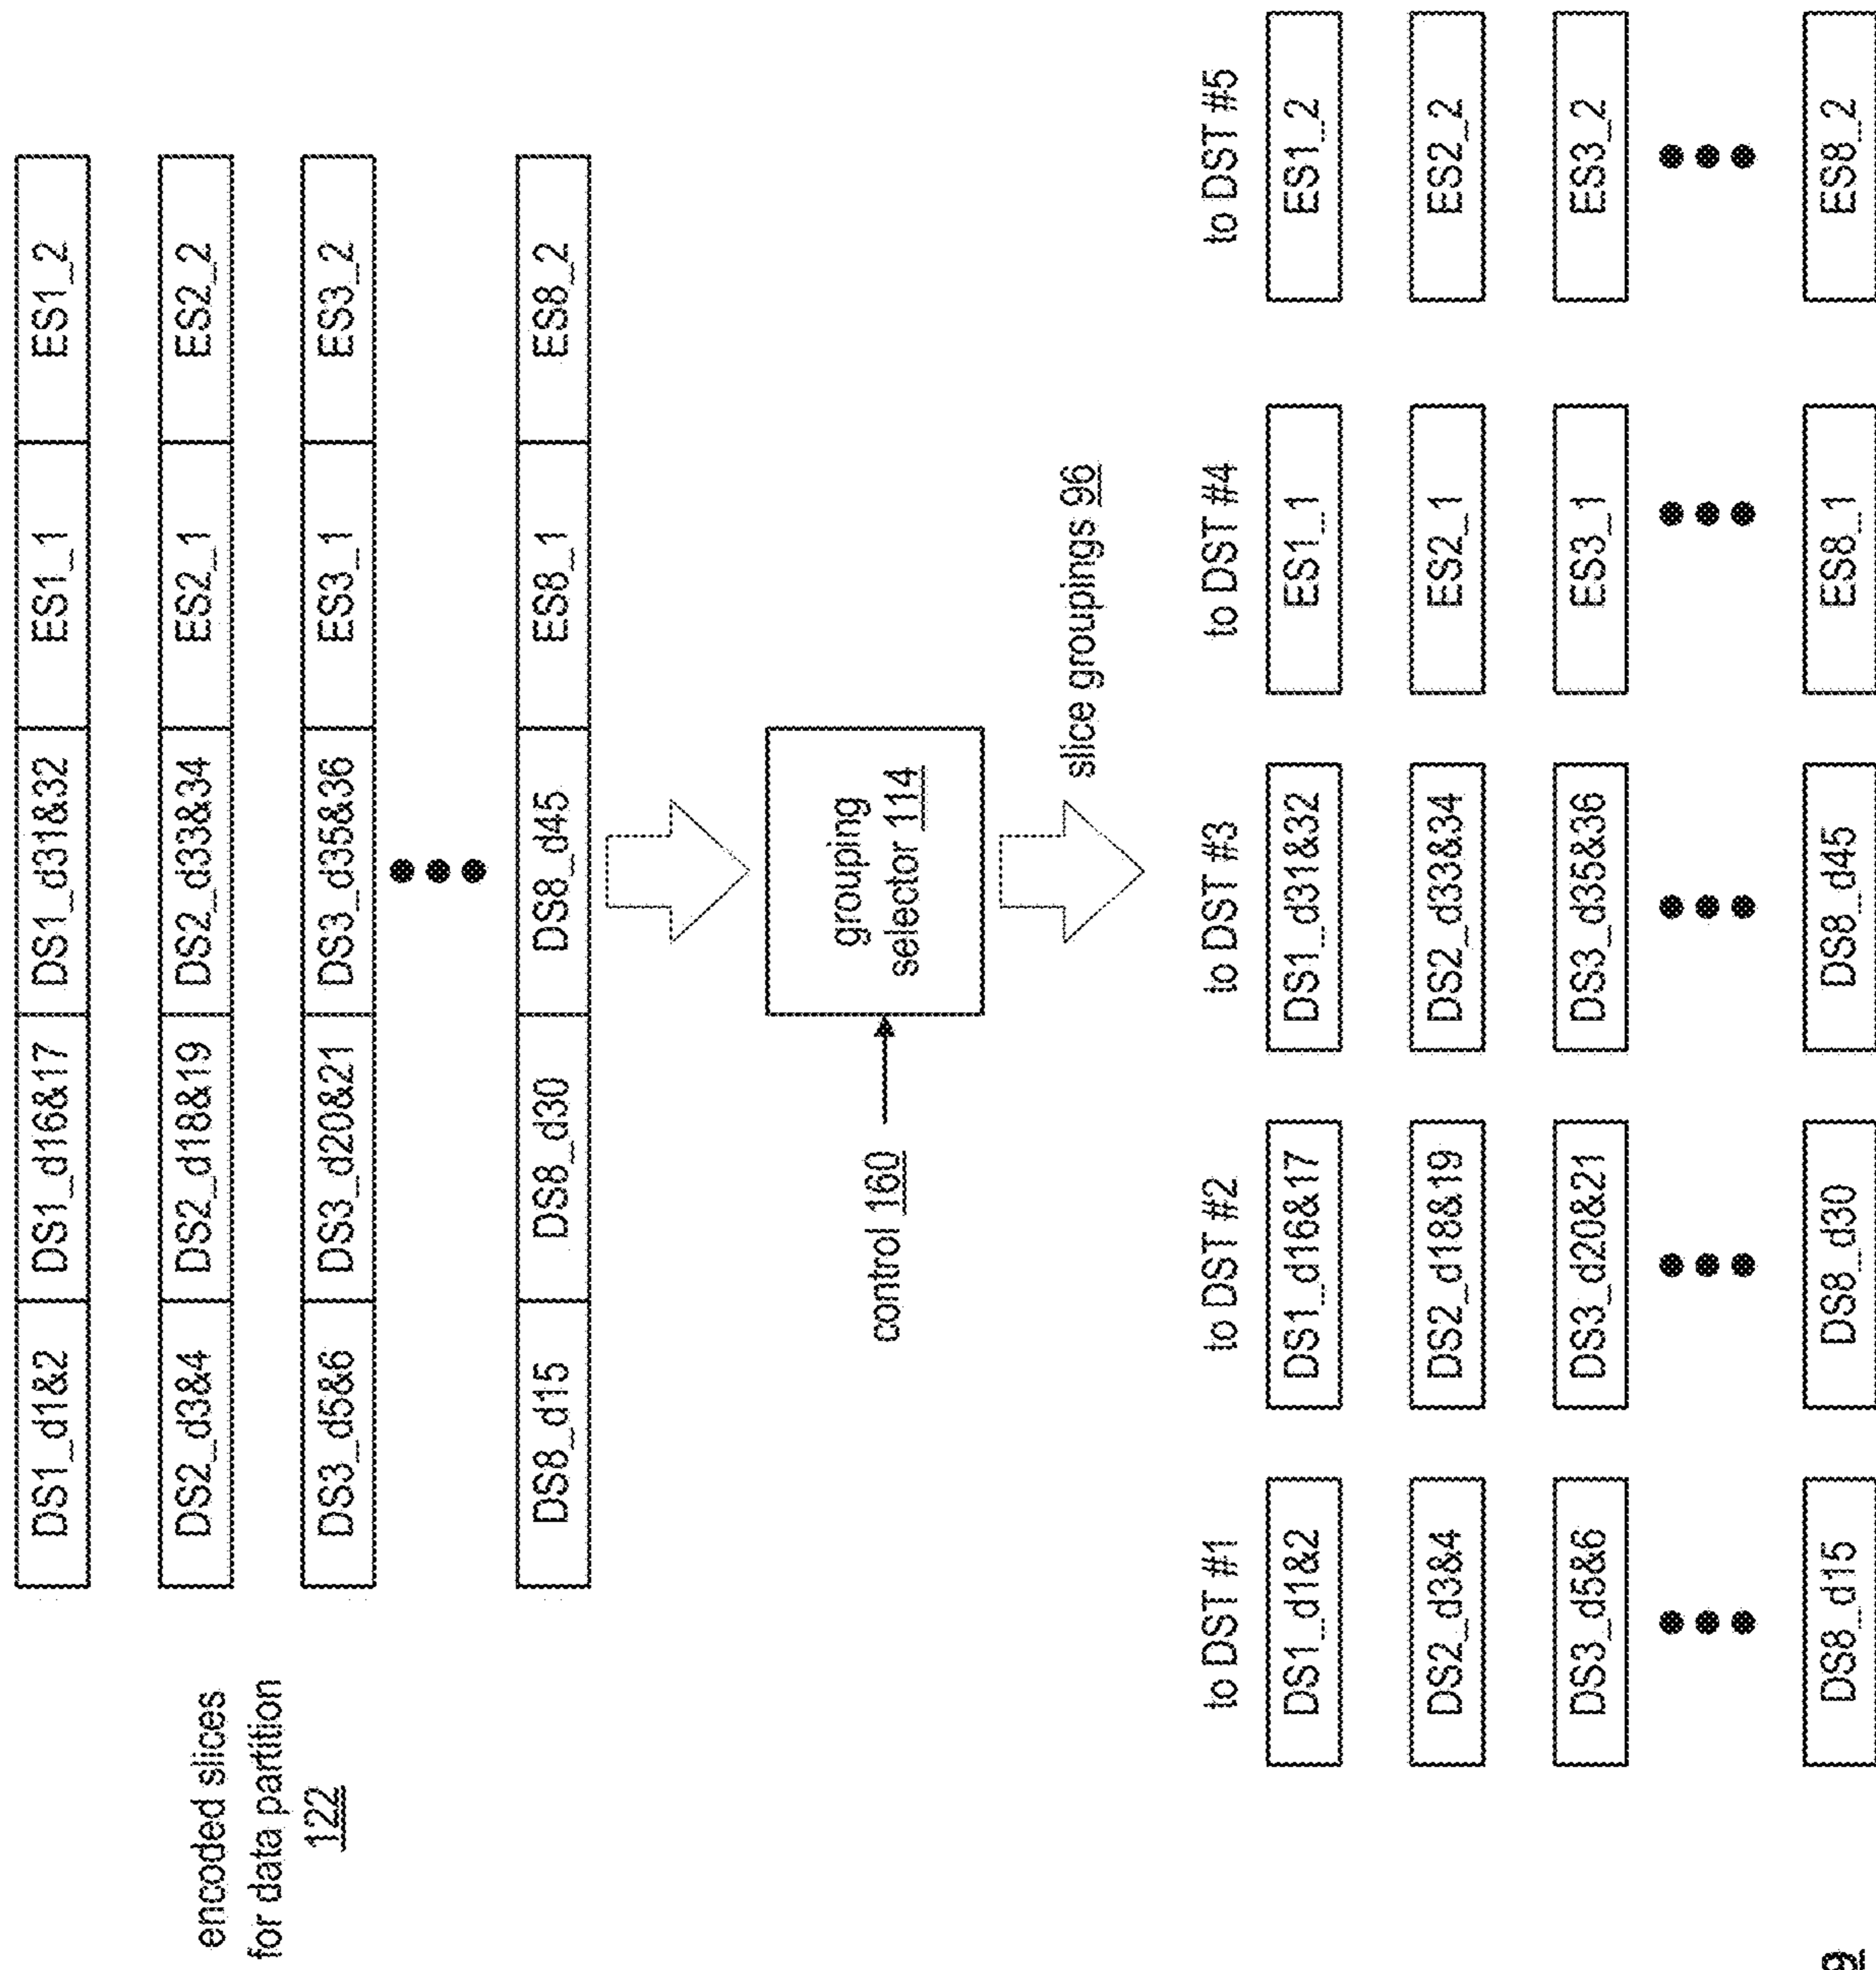 DS1_d1&2 DS1_d16&17 DS1_d31&32 ES1_1 ES1_2
encoded slices
for data partition
122
DS2_d3&4 DS2_d18&19 DS2_d33&34 ES2_1 ES2_2
DS3_d5&6 DS3_d20&21 DS3_d35&36 ES3_1 ES3_2
DS8_d15 DS8_d30 DS8_d45 ES8_1 ES8_2
control 160
grouping
selector 114
slice groupings 96
to DST #1 to DST #2 to DST #3 to DST #4 to DST #5
DS1_d1&2 DS1_d16&17 DS1_d31&32 ES1_1 ES1_2
DS2_d3&4 DS2_d18&19 DS2_d33&34 ES2_1 ES2_2
DS3_d5&6 DS3_d20&21 DS3_d35&36 ES3_1 ES3_2
DS8_d15 DS8_d30 DS8_d45 ES8_1 ES8_2